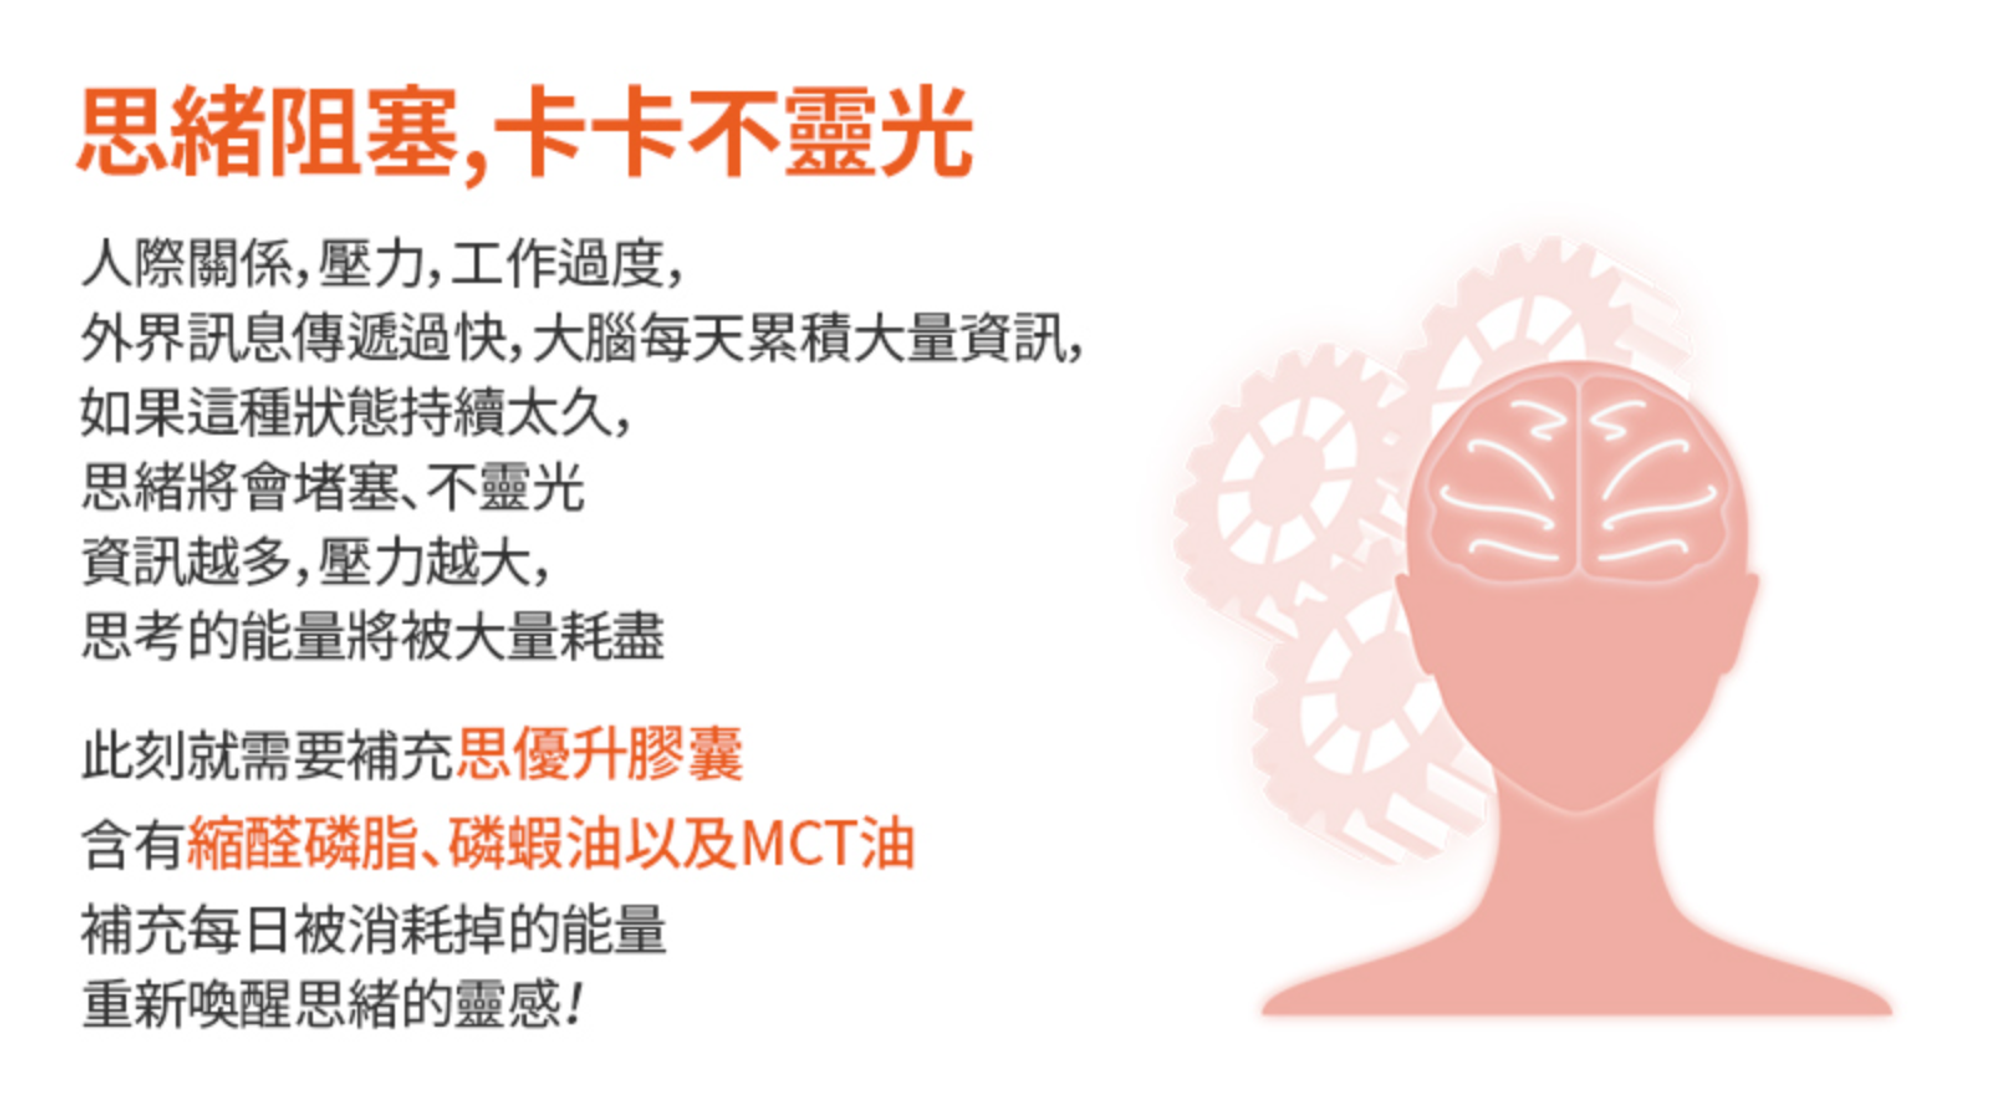 思緒阻塞,卡卡不靈光
人際關係,壓力,工作過度,
外界訊息傳遞過快,大腦每天累積大量資訊,
如果這種狀態持續太久,
思緒將會堵塞、不靈光
資訊越多,壓力越大,
思考的能量將被大量耗盡
此刻就需要補充思優升膠囊
含有縮醛磷脂、磷蝦油以及MCT油
補充每日被消耗掉的能量
重新喚醒思緒的靈感!